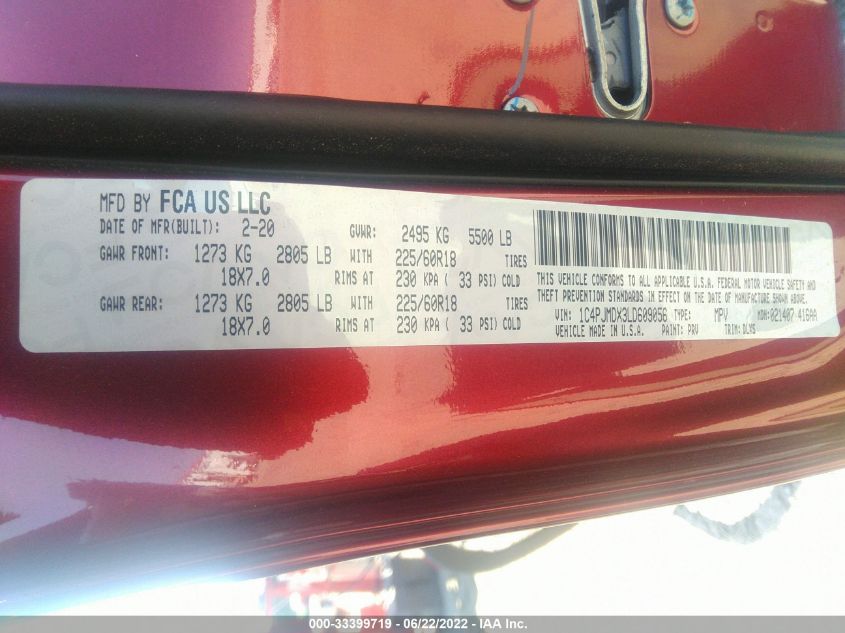 MFD BY FCA US LLC
DATE OF MFR(BUILT): 2-20 GVWR: 2495 KG 5500 LB
GAWR FRONT: 1273 KG 2805 LB WITH 225/60R18 TIRES
18X7.0 RIMS AT 230 KPA ( 33 PSI) COLD
GAWR REAR: 1273 KG 2805 LB WITH 225/60R18 TIRES
18X7.0 RIMS AT 230 KPA ( 33 PSI) COLD
THIS VEHICLE CONFORMS TO ALL APPLICABLE U.S.A. FEDERAL MOTOR VEHICLE SAFETY AND
THEFT PREVENTION STANDARDS IN EFFECT ON THE DATE OF MANUFACTURE SHOWN ABOVE.
VIN: 1C4PJMDX3LD609056 TYPE: MPV MDH: 021407 416AA
VEHICLE MADE IN U.S.A. PAINT: PRV TRIM: DLX9
000-33399719 - 06/22/2022 - IAA Inc.